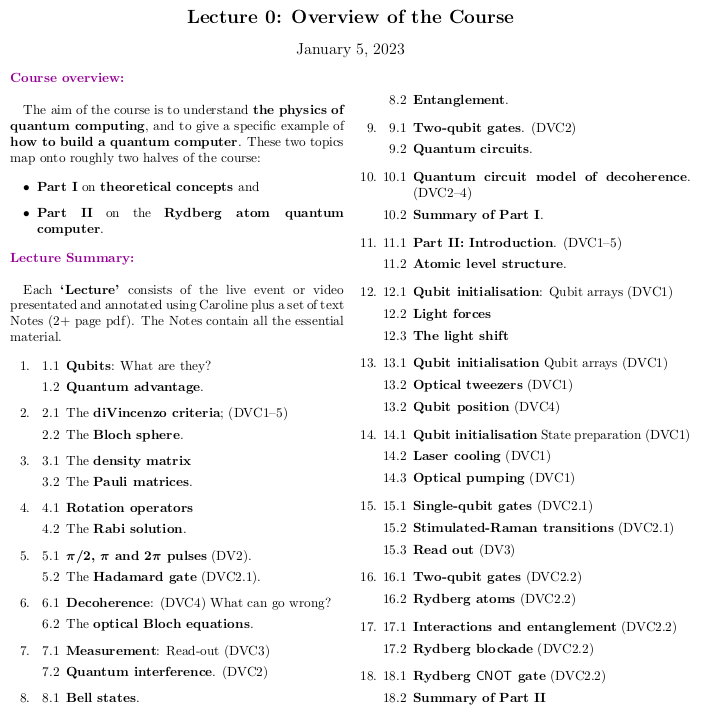 Lecture 0: Overview of the Course
January 5, 2023
Course overview:
The aim of the course is to understand the physics of
quantum computing, and to give a specific example of
how to build a quantum computer. These two topics
map onto roughly two halves of the course:
• Part I on theoretical concepts and
• Part II on the Rydberg atom quantum
computer.
Lecture Summary:
Each ‘Lecture’ consists of the live event or video
presentated and annotated using Caroline plus a set of text
Notes (2+ page pdf). The Notes contain all the essential
material.
1. 1.1 Qubits: What are they?
1.2 Quantum advantage.
2. 2.1 The diVincenzo criteria; (DVC1–5)
2.2 The Bloch sphere.
3. 3.1 The density matrix
3.2 The Pauli matrices.
4. 4.1 Rotation operators
4.2 The Rabi solution.
5. 5.1 π/2, π and 2π pulses (DV2).
5.2 The Hadamard gate (DVC2.1).
6. 6.1 Decoherence: (DVC4) What can go wrong?
6.2 The optical Bloch equations.
7. 7.1 Measurement: Read-out (DVC3)
7.2 Quantum interference. (DVC2)
8. 8.1 Bell states.
8.2 Entanglement.
9. 9.1 Two-qubit gates. (DVC2)
9.2 Quantum circuits.
10. 10.1 Quantum circuit model of decoherence.
(DVC2–4)
10.2 Summary of Part I.
11. 11.1 Part II: Introduction. (DVC1–5)
11.2 Atomic level structure.
12. 12.1 Qubit initialisation: Qubit arrays (DVC1)
12.2 Light forces
12.3 The light shift
13. 13.1 Qubit initialisation Qubit arrays (DVC1)
13.2 Optical tweezers (DVC1)
13.2 Qubit position (DVC4)
14. 14.1 Qubit initialisation State preparation (DVC1)
14.2 Laser cooling (DVC1)
14.3 Optical pumping (DVC1)
15. 15.1 Single-qubit gates (DVC2.1)
15.2 Stimulated-Raman transitions (DVC2.1)
15.3 Read out (DV3)
16. 16.1 Two-qubit gates (DVC2.2)
16.2 Rydberg atoms (DVC2.2)
17. 17.1 Interactions and entanglement (DVC2.2)
17.2 Rydberg blockade (DVC2.2)
18. 18.1 Rydberg CNOT gate (DVC2.2)
18.2 Summary of Part II